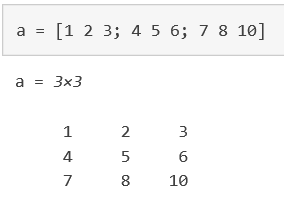 a = [1 2 3; 4 5 6; 7 8 10]
a = 3×3
1 2 3
4 5 6
7 8 10